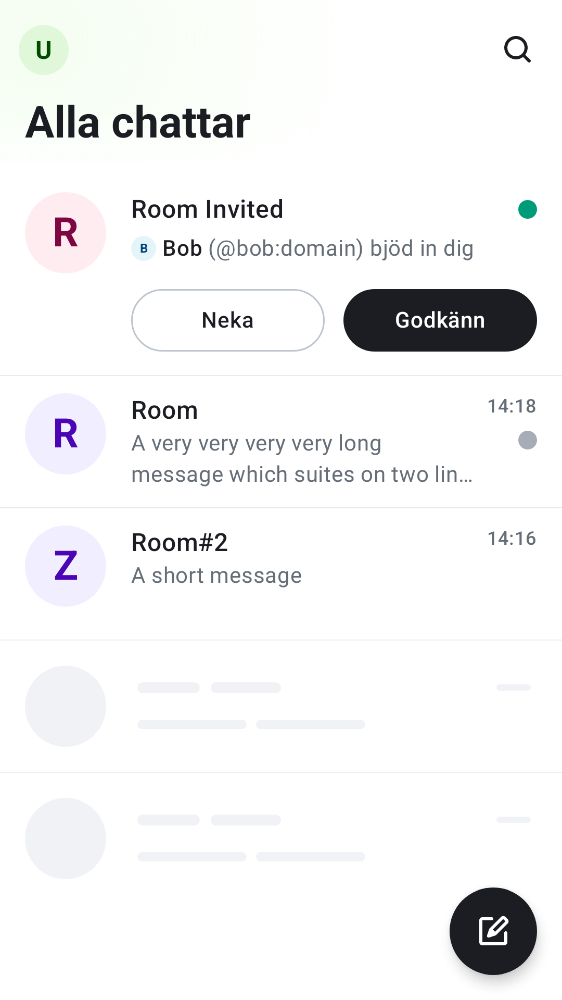 U
Alla chattar
R
Room Invited
B Bob (@bob:domain) bjöd in dig
Neka
Godkänn
R
Room
14:18
A very very very very long
message which suites on two lin…
Z
Room#2
14:16
A short message